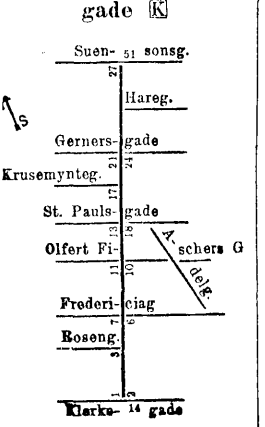 gade K
Suen- 51 sonsg.
27
Hareg.
S
Gerners- gade
21 24
Krusemynteg.
17
St. Pauls- gade
13 18
A-
Olfert Fi- schers G
11 10
delg.
Frederi- ciag
7 6
Roseng.
3
1 2
Klerke- 14 gade